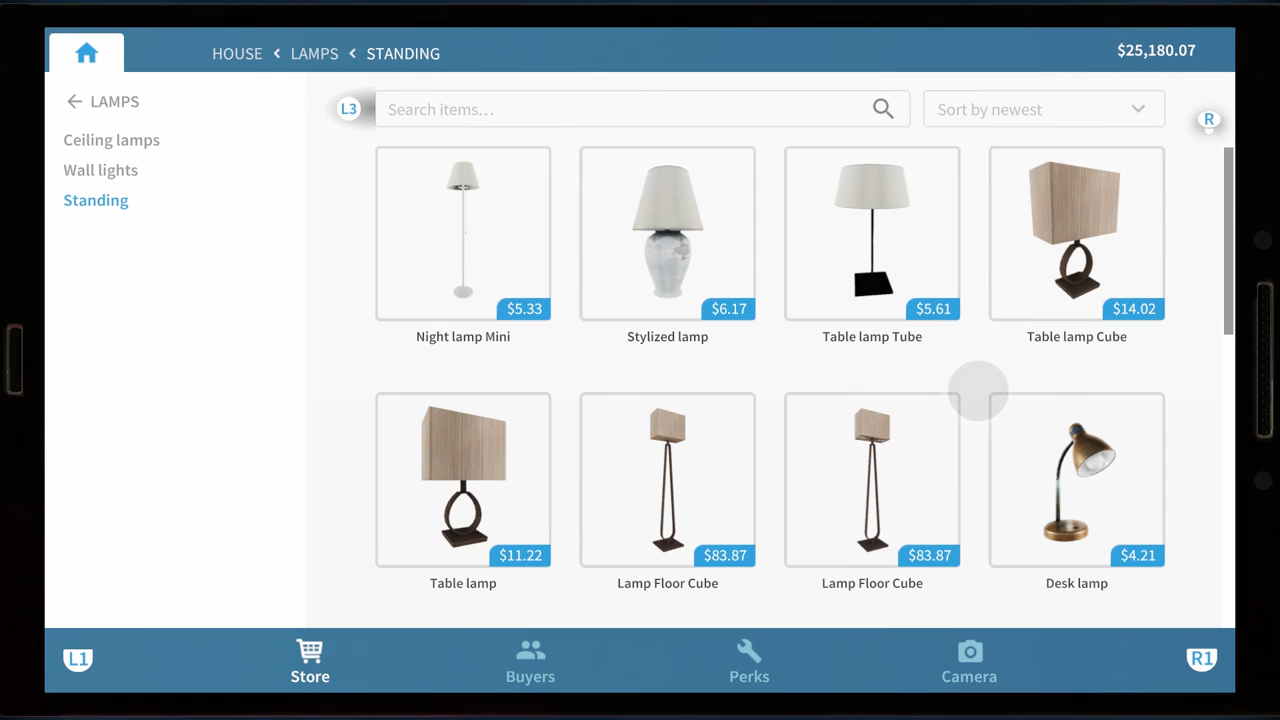 HOUSE < LAMPS < STANDING
$25,180.07
LAMPS
Ceiling lamps
Wall lights
Standing
L3
Search items...
Sort by newest
R
$5.33
$6.17
$5.61
$14.02
Night lamp Mini
Stylized lamp
Table lamp Tube
Table lamp Cube
$11.22
$83.87
$83.87
$4.21
Table lamp
Lamp Floor Cube
Lamp Floor Cube
Desk lamp
L1
Store
Buyers
Perks
Camera
R1